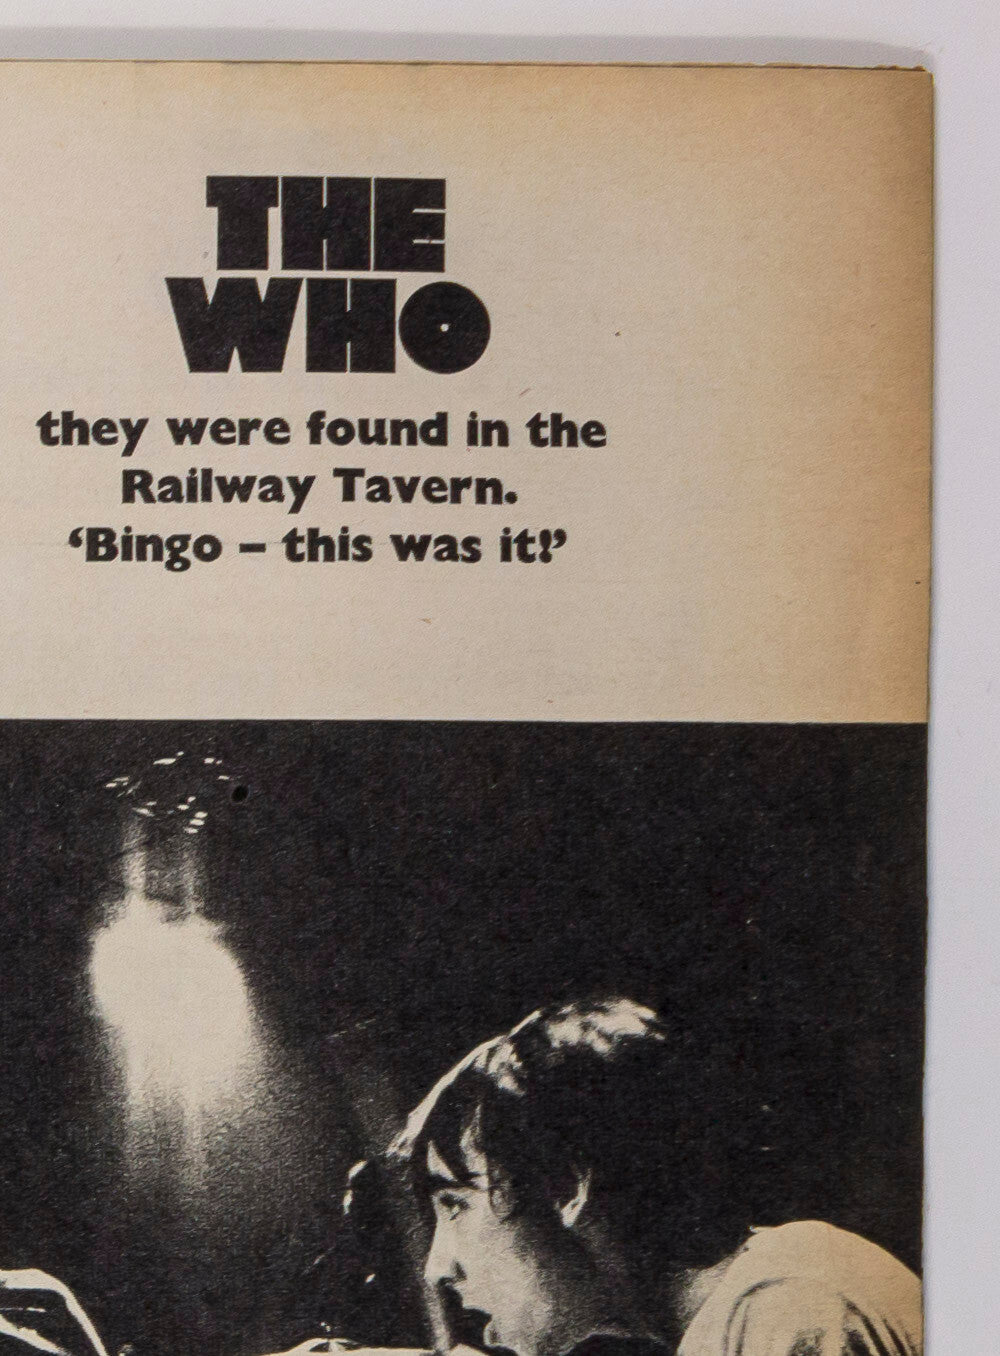 THE
WHO
they were found in the
Railway Tavern.
‘Bingo – this was it!’